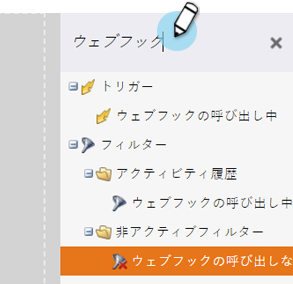 ウェブフック
トリガー
ウェブフックの呼び出し中
フィルター
アクティビティ履歴
ウェブフックの呼び出し中
非アクティブフィルター
ウェブフックの呼び出しな